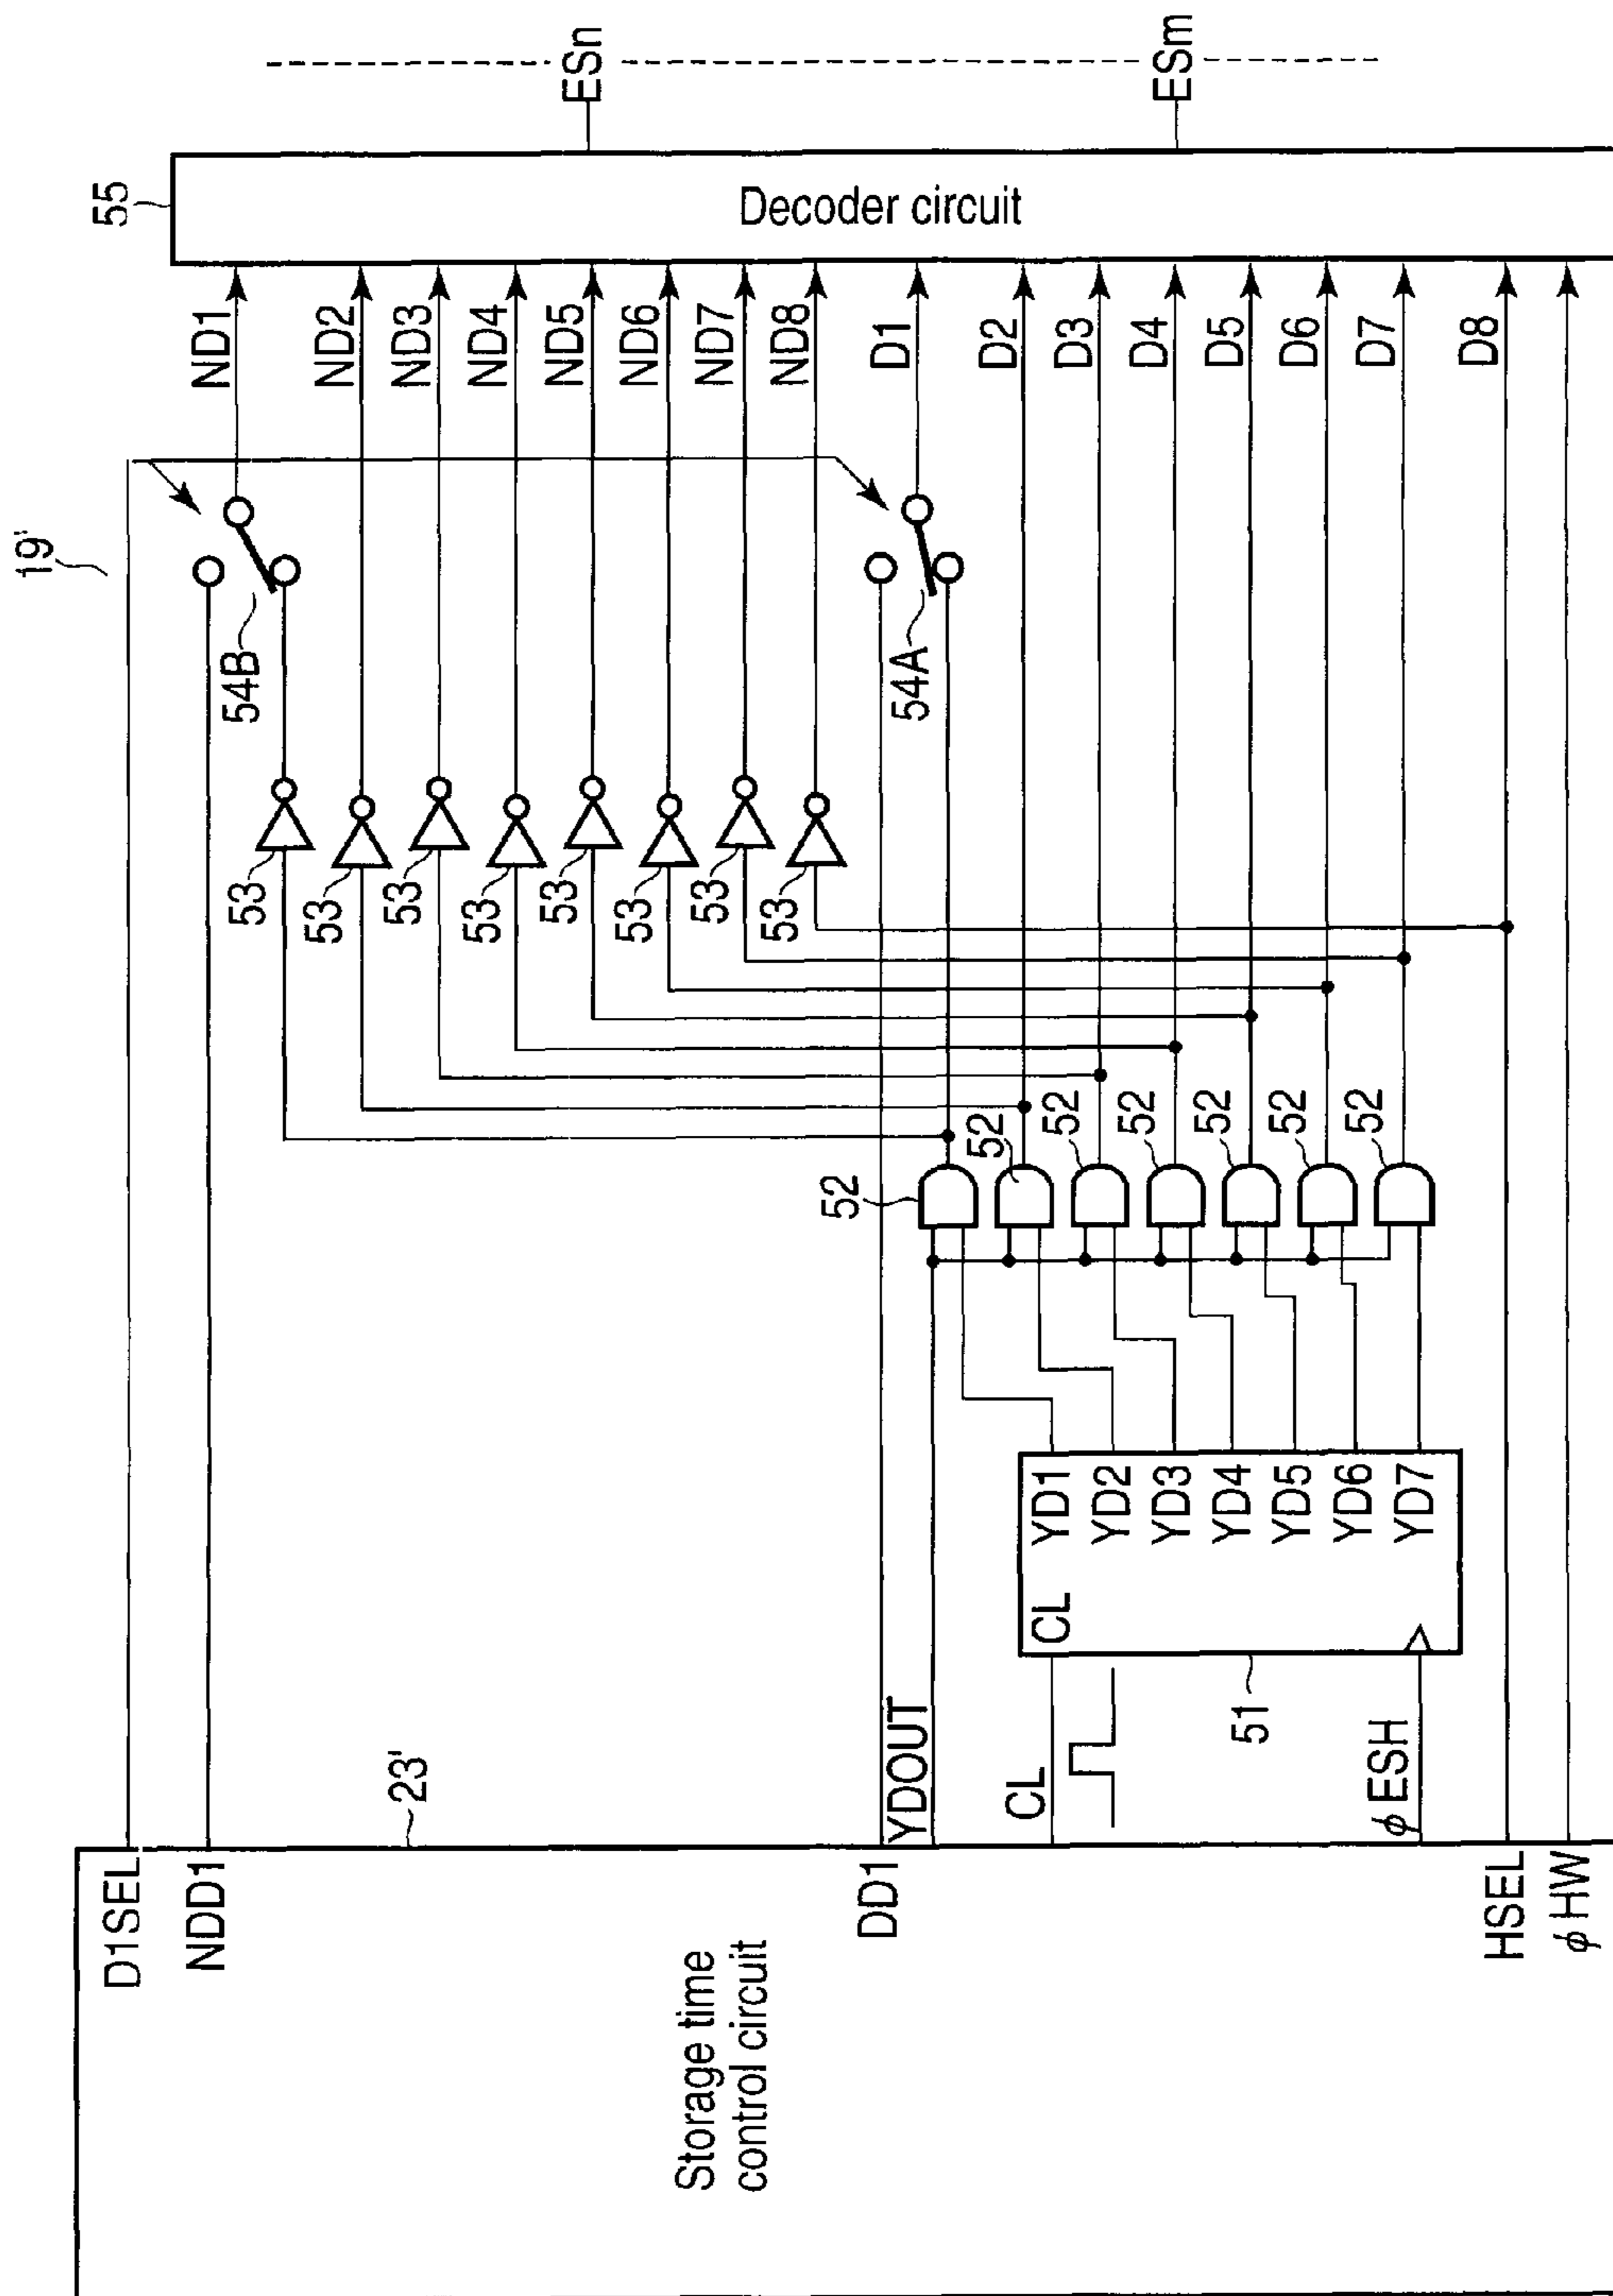 19'
D1SEL
NDD1
23'
Storage time
control circuit
DD1
YDOUT
CL
φ ESH
HSEL
φ HW
51
CL
YD1
YD2
YD3
YD4
YD5
YD6
YD7
52
52
52
52
52
52
52
53
53
53
53
53
53
53
53
54B
54A
ND1
ND2
ND3
ND4
ND5
ND6
ND7
ND8
D1
D2
D3
D4
D5
D6
D7
D8
55
Decoder circuit
ESn
ESm